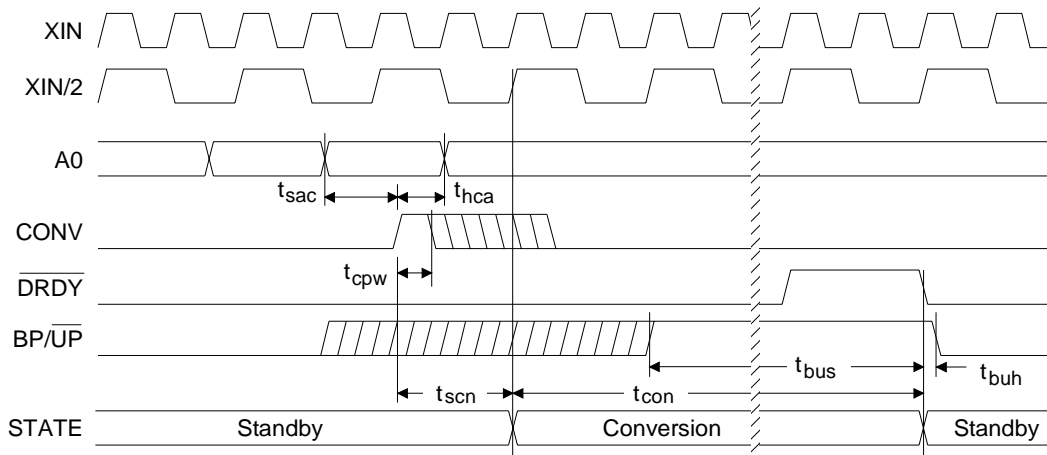 XIN
XIN/2
A0
tsac
thca
CONV
tcpw
DRDY
BP/UP
tbus
tbuh
tscn
tcon
STATE
Standby
Conversion
Standby